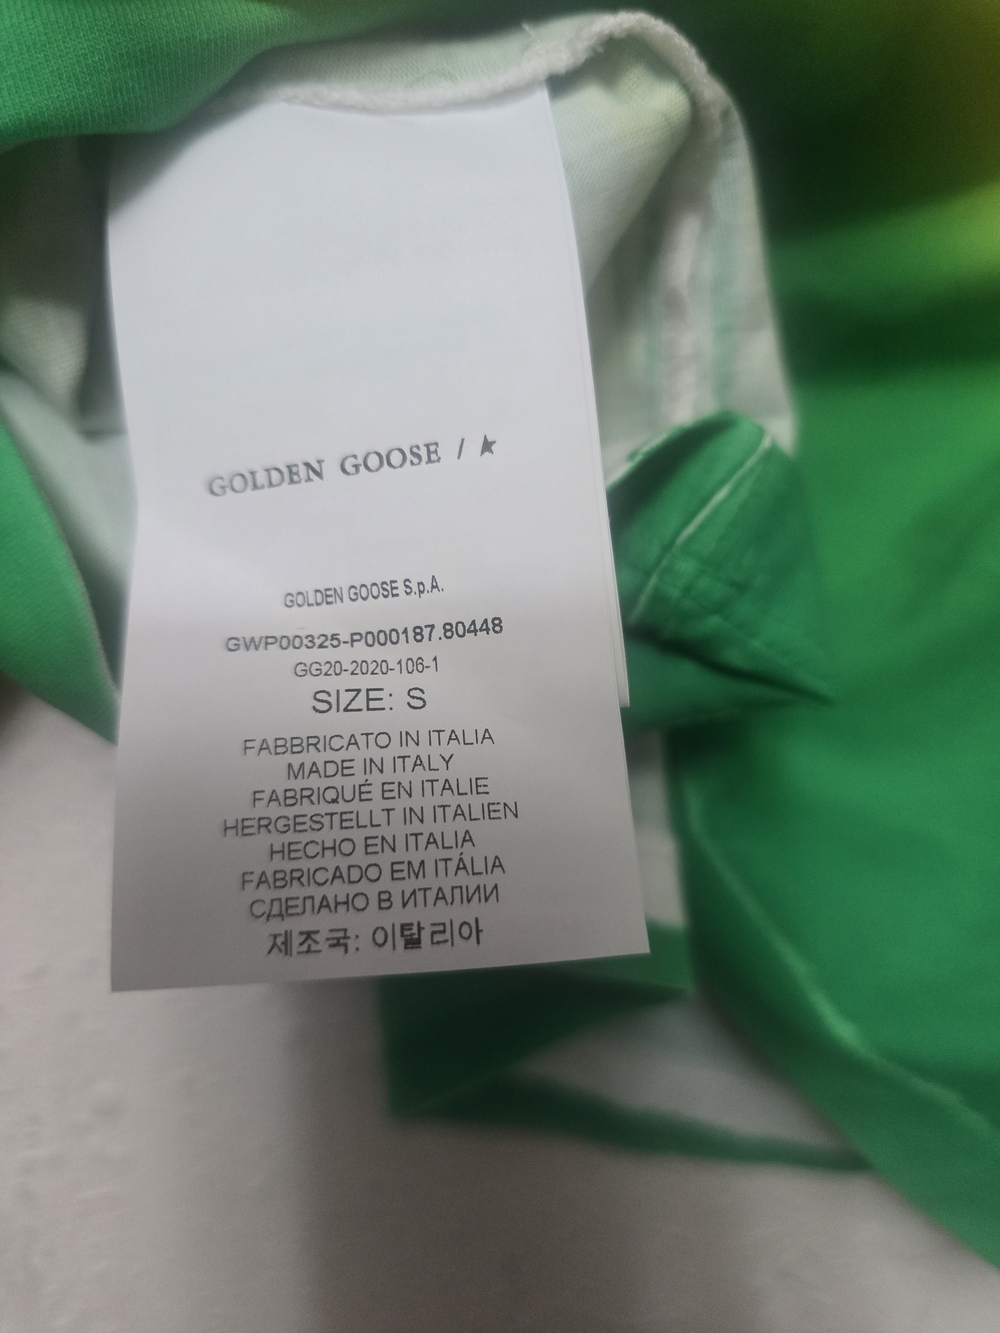 GOLDEN GOOSE / ★
GOLDEN GOOSE S.p.A.
GWP00325-P000187.80448
GG20-2020-106-1
SIZE: S
FABBRICATO IN ITALIA
MADE IN ITALY
FABRIQUÉ EN ITALIE
HERGESTELLT IN ITALIEN
HECHO EN ITALIA
FABRICADO EM ITÁLIA
СДЕЛАНО В ИТАЛИИ
제조국: 이탈리아